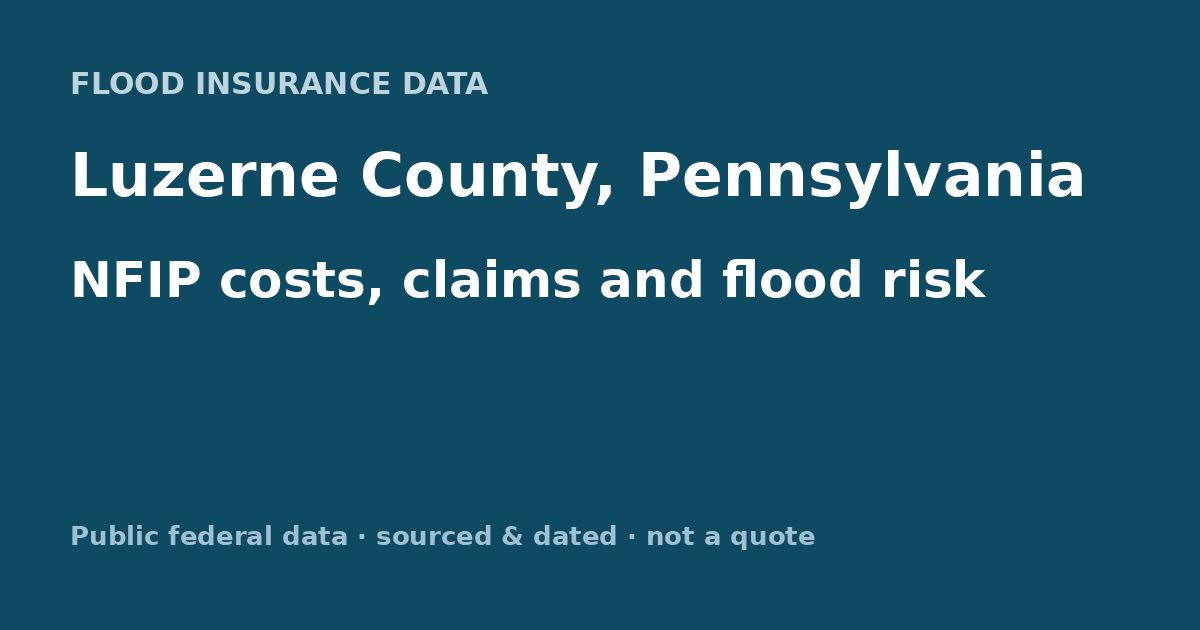 FLOOD INSURANCE DATA
Luzerne County, Pennsylvania
NFIP costs, claims and flood risk
Public federal data · sourced & dated · not a quote